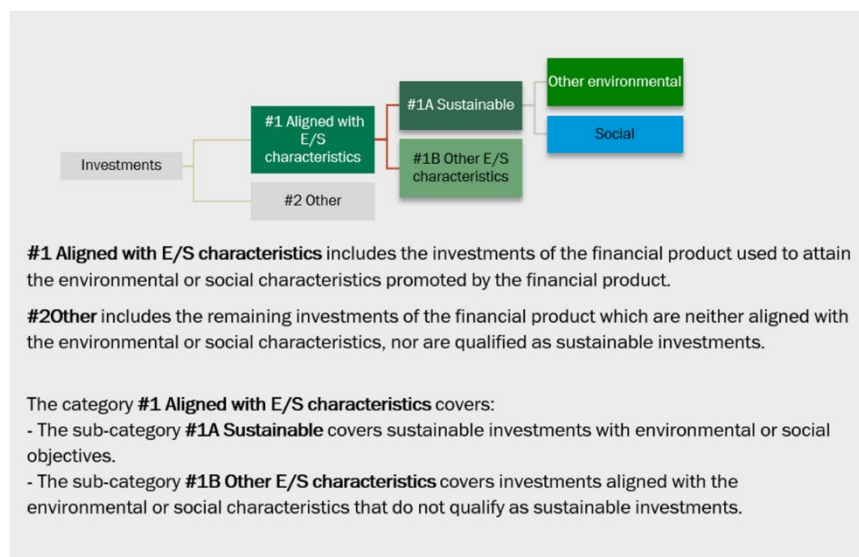 Other environmental
#1A Sustainable
#1 Aligned with
E/S
characteristics
Social
#1B Other E/S
characteristics
Investments
#2 Other
#1 Aligned with E/S characteristics includes the investments of the financial product used to attain
the environmental or social characteristics promoted by the financial product.
#2Other includes the remaining investments of the financial product which are neither aligned with
the environmental or social characteristics, nor are qualified as sustainable investments.
The category #1 Aligned with E/S characteristics covers:
- The sub-category #1A Sustainable covers sustainable investments with environmental or social
objectives.
- The sub-category #1B Other E/S characteristics covers investments aligned with the
environmental or social characteristics that do not qualify as sustainable investments.